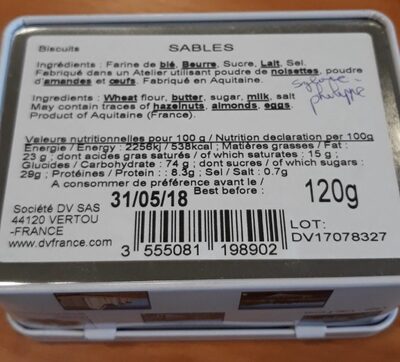 Biscuits SABLES
Ingrédients : Farine de blé, Beurre, Sucre, Lait, Sel.
Fabriqué dans un Atelier utilisant poudre de noisettes, poudre
d'amandes et œufs. Fabriqué en Aquitaine.
Sylvie -
philippe
Ingredients : Wheat flour, butter, sugar, milk, salt
May contain traces of hazelnuts, almonds, eggs.
Product of Aquitaine (France).
Valeurs nutritionnelles pour 100 g / Nutrition declaration per 100g
Energie / Energy : 2256kj / 538kcal ; Matières grasses / Fat :
23 g ; dont acides gras saturés / of which saturates : 15 g ;
Glucides / Carbohydrate : 74 g ; dont sucres / of which sugars :
29g ; Protéines / Protein : : 8.3g ; Sel / Salt : 0.7g
A consommer de préférence avant le /
Best before :
31/05/18
120g
Société DV SAS
44120 VERTOU
-FRANCE
www.dvfrance.com
3 555081 198902
LOT:
DV17078327